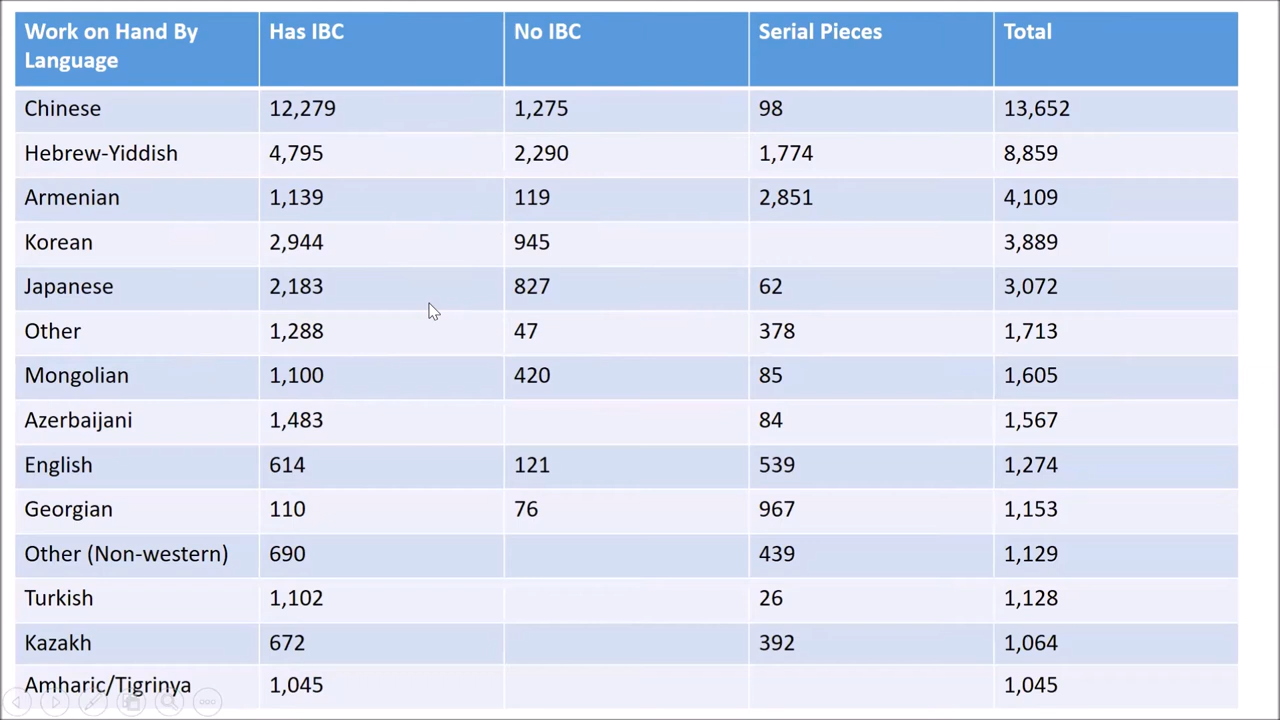 Work on Hand By Language Has IBC No IBC Serial Pieces Total
Chinese 12,279 1,275 98 13,652
Hebrew-Yiddish 4,795 2,290 1,774 8,859
Armenian 1,139 119 2,851 4,109
Korean 2,944 945 3,889
Japanese 2,183 827 62 3,072
Other 1,288 47 378 1,713
Mongolian 1,100 420 85 1,605
Azerbaijani 1,483 84 1,567
English 614 121 539 1,274
Georgian 110 76 967 1,153
Other (Non-western) 690 439 1,129
Turkish 1,102 26 1,128
Kazakh 672 392 1,064
Amharic/Tigrinya 1,045 1,045